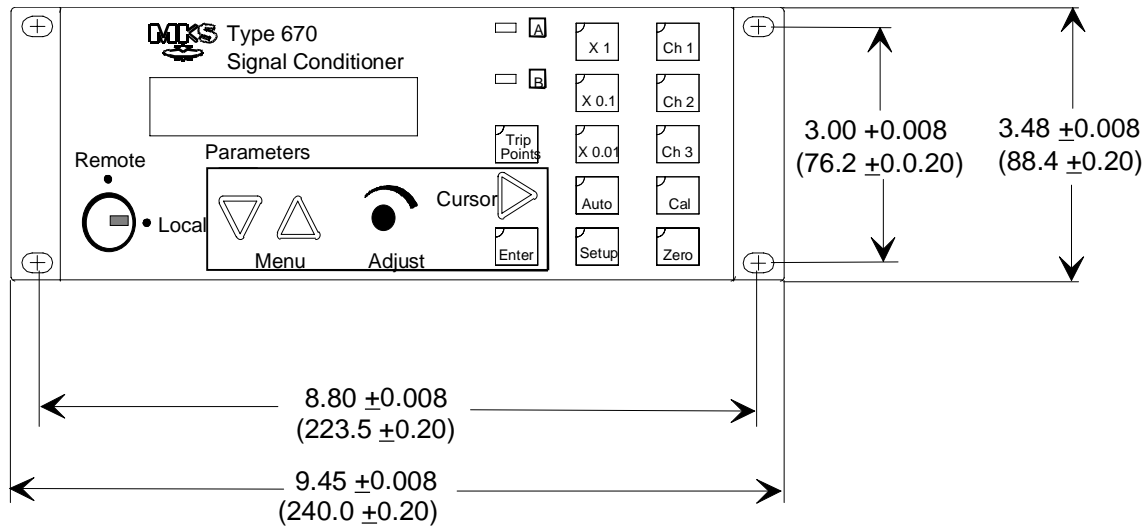 MKS Type 670
Signal Conditioner
A
B
X 1
Ch 1
X 0.1
Ch 2
Trip
Points
X 0.01
Ch 3
Auto
Cal
Enter
Setup
Zero
Parameters
Remote
Local
Cursor
Menu
Adjust
3.00 +0.008
(76.2 ±0.0.20)
3.48 ±0.008
(88.4 ±0.20)
8.80 ±0.008
(223.5 ±0.20)
9.45 ±0.008
(240.0 ±0.20)